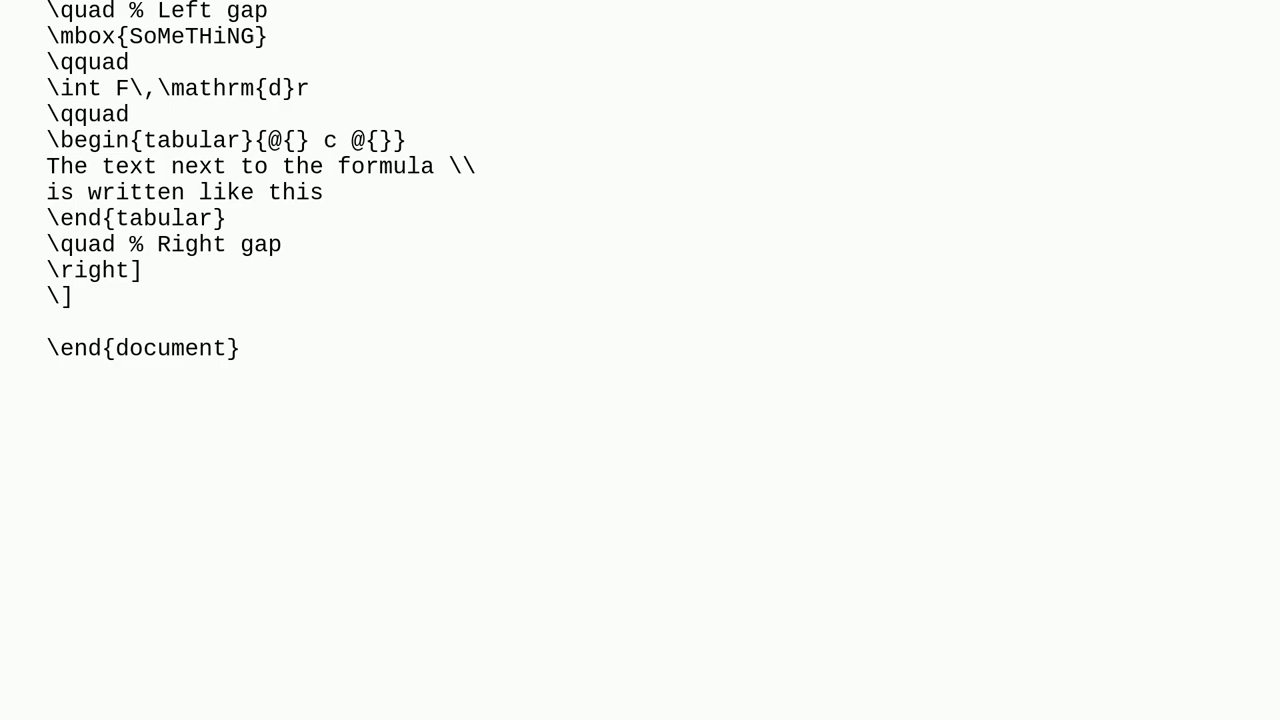 \quad % Left gap
\mbox{SoMeTHiNG}
\qquad
\int F\,\mathrm{d}r
\qquad
\begin{tabular}{@{} c @{}}
The text next to the formula \\
is written like this
\end{tabular}
\quad % Right gap
\right]
\]
\end{document}